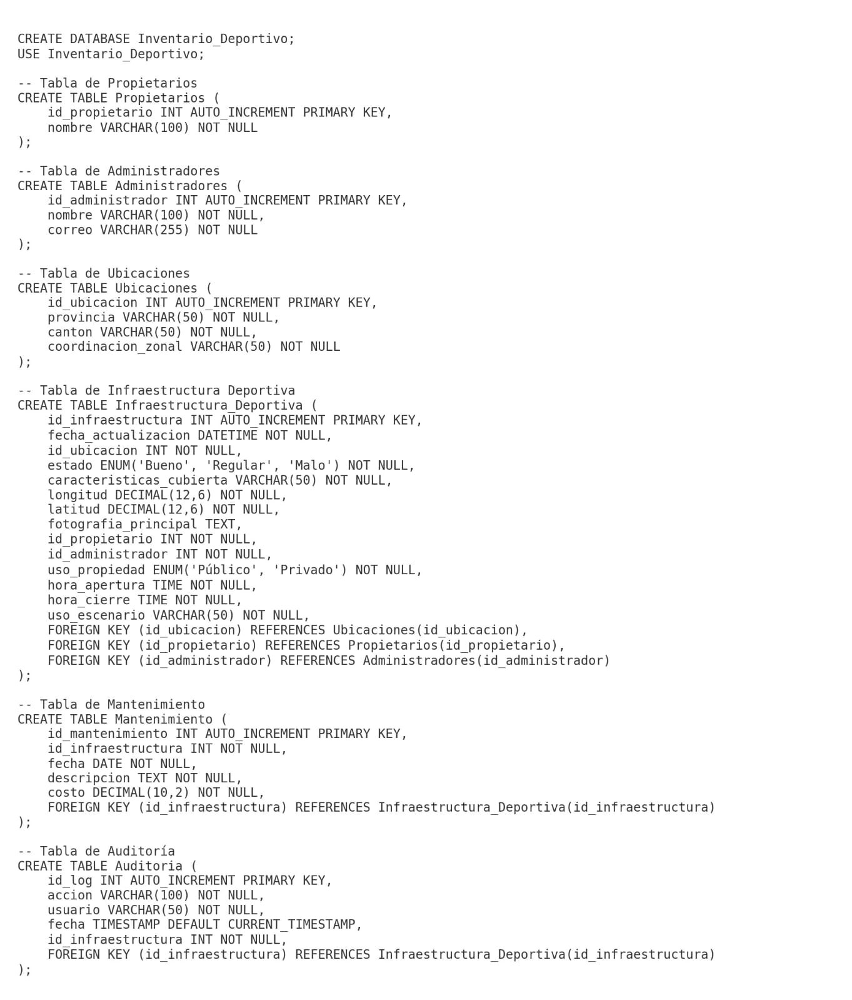 CREATE DATABASE Inventario_Deportivo;
USE Inventario_Deportivo;

-- Tabla de Propietarios
CREATE TABLE Propietarios (
    id_propietario INT AUTO_INCREMENT PRIMARY KEY,
    nombre VARCHAR(100) NOT NULL
);

-- Tabla de Administradores
CREATE TABLE Administradores (
    id_administrador INT AUTO_INCREMENT PRIMARY KEY,
    nombre VARCHAR(100) NOT NULL,
    correo VARCHAR(255) NOT NULL
);

-- Tabla de Ubicaciones
CREATE TABLE Ubicaciones (
    id_ubicacion INT AUTO_INCREMENT PRIMARY KEY,
    provincia VARCHAR(50) NOT NULL,
    canton VARCHAR(50) NOT NULL,
    coordinacion_zonal VARCHAR(50) NOT NULL
);

-- Tabla de Infraestructura Deportiva
CREATE TABLE Infraestructura_Deportiva (
    id_infraestructura INT AUTO_INCREMENT PRIMARY KEY,
    fecha_actualizacion DATETIME NOT NULL,
    id_ubicacion INT NOT NULL,
    estado ENUM('Bueno', 'Regular', 'Malo') NOT NULL,
    caracteristicas_cubierta VARCHAR(50) NOT NULL,
    longitud DECIMAL(12,6) NOT NULL,
    latitud DECIMAL(12,6) NOT NULL,
    fotografia_principal TEXT,
    id_propietario INT NOT NULL,
    id_administrador INT NOT NULL,
    uso_propiedad ENUM('Público', 'Privado') NOT NULL,
    hora_apertura TIME NOT NULL,
    hora_cierre TIME NOT NULL,
    uso_escenario VARCHAR(50) NOT NULL,
    FOREIGN KEY (id_ubicacion) REFERENCES Ubicaciones(id_ubicacion),
    FOREIGN KEY (id_propietario) REFERENCES Propietarios(id_propietario),
    FOREIGN KEY (id_administrador) REFERENCES Administradores(id_administrador)
);

-- Tabla de Mantenimiento
CREATE TABLE Mantenimiento (
    id_mantenimiento INT AUTO_INCREMENT PRIMARY KEY,
    id_infraestructura INT NOT NULL,
    fecha DATE NOT NULL,
    descripcion TEXT NOT NULL,
    costo DECIMAL(10,2) NOT NULL,
    FOREIGN KEY (id_infraestructura) REFERENCES Infraestructura_Deportiva(id_infraestructura)
);

-- Tabla de Auditoría
CREATE TABLE Auditoria (
    id_log INT AUTO_INCREMENT PRIMARY KEY,
    accion VARCHAR(100) NOT NULL,
    usuario VARCHAR(50) NOT NULL,
    fecha TIMESTAMP DEFAULT CURRENT_TIMESTAMP,
    id_infraestructura INT NOT NULL,
    FOREIGN KEY (id_infraestructura) REFERENCES Infraestructura_Deportiva(id_infraestructura)
);